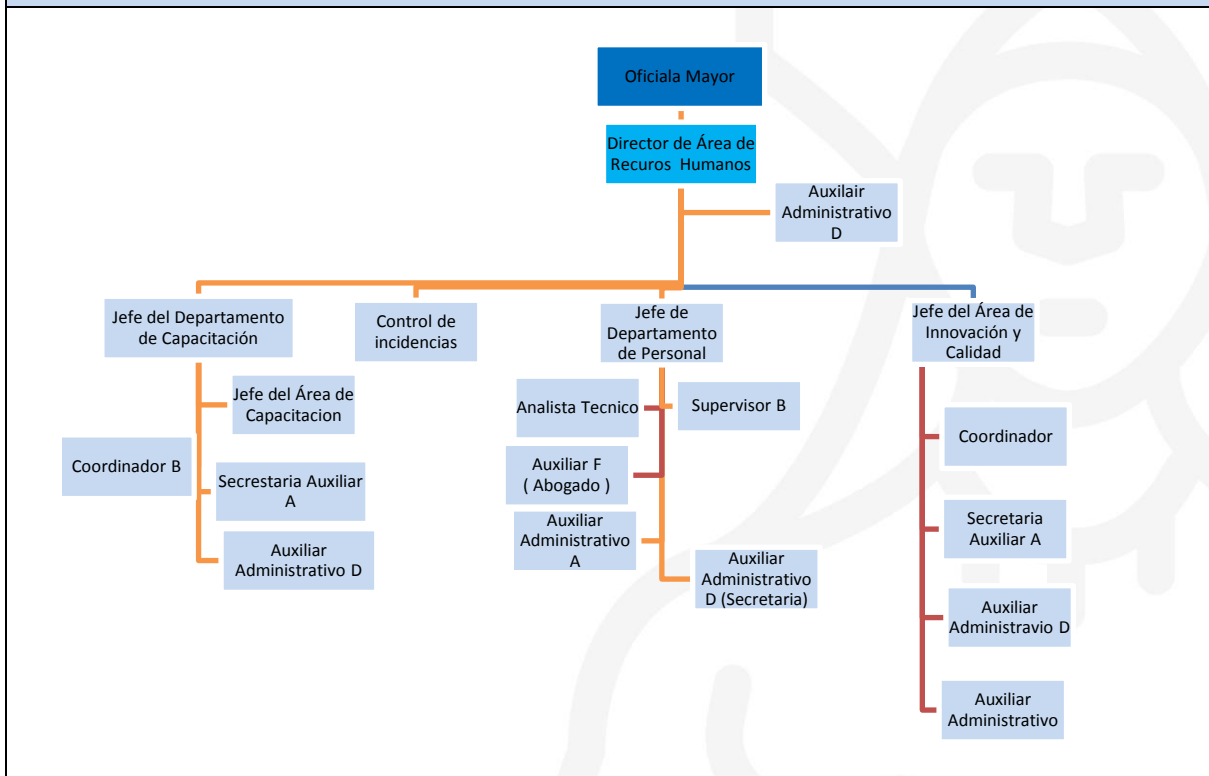 Oficiala Mayor
Director de Área de
Recuros Humanos
Auxilair
Administrativo
D
Jefe del Departamento
de Capacitación
Control de
incidencias
Jefe de
Departamento
de Personal
Jefe del Área de
Innovación y
Calidad
Jefe del Área de
Capacitacion
Coordinador B
Secrestaria Auxiliar
A
Auxiliar
Administrativo D
Analista Tecnico
Supervisor B
Auxiliar F
( Abogado )
Auxiliar
Administrativo
A
Auxiliar
Administrativo
D (Secretaria)
Coordinador
Secretaria
Auxiliar A
Auxiliar
Administravio D
Auxiliar
Administrativo